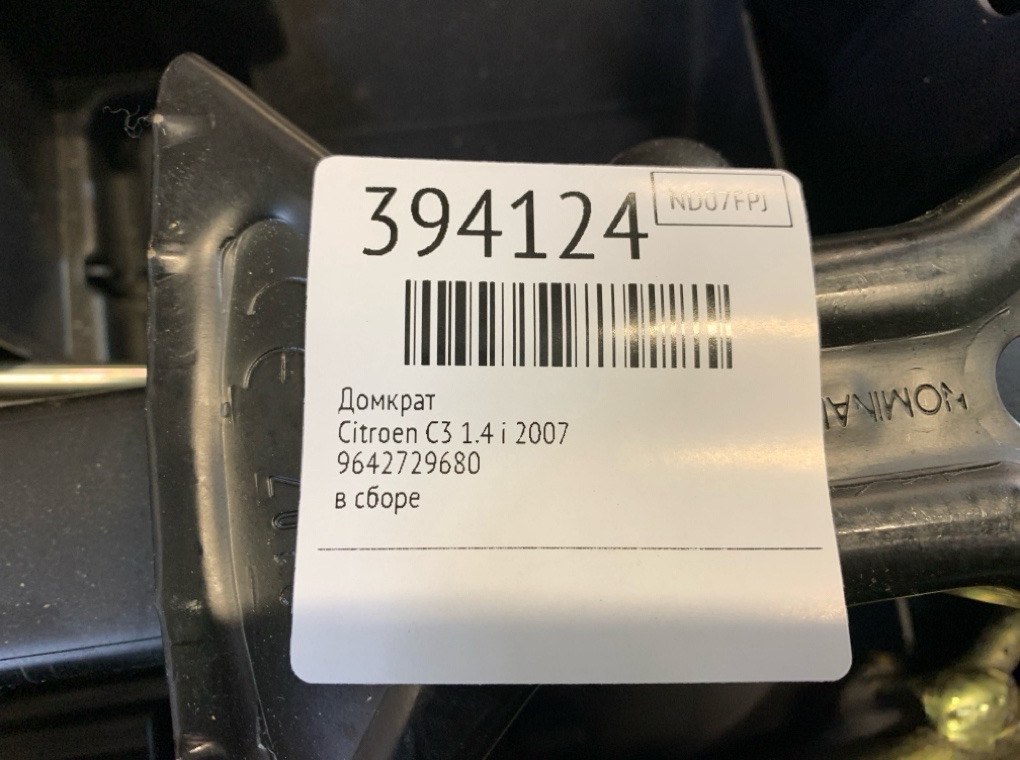 394124
ND07FPJ
Домкрат
Citroen C3 1.4 i 2007
9642729680
в сборе